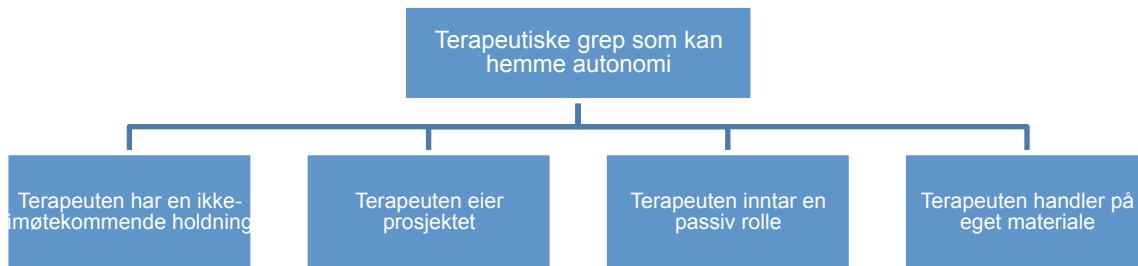 Terapeutiske grep som kan
hemme autonomi
Terapeuten har en ikke-
imøtekommende holdning
Terapeuten eier
prosjektet
Terapeuten inntar en
passiv rolle
Terapeuten handler på
eget materiale